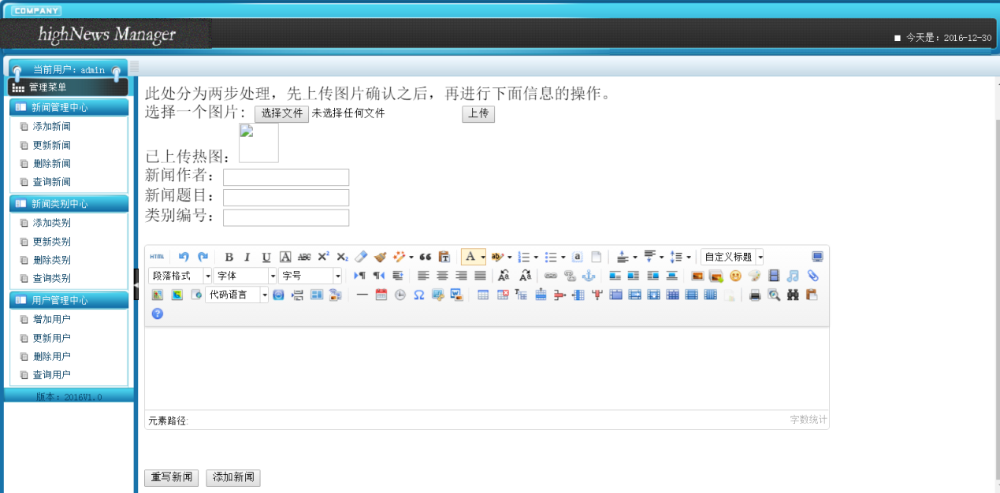 COMPANY
highNews Manager
■ 今天是：2016-12-30
当前用户：admin
管理菜单
新闻管理中心
添加新闻
更新新闻
删除新闻
查询新闻
新闻类别中心
添加类别
更新类别
删除类别
查询类别
用户管理中心
增加用户
更新用户
删除用户
查询用户
版本：2016V1.0
此处分为两步处理，先上传图片确认之后，再进行下面信息的操作。
选择一个图片: 选择文件 未选择任何文件 上传
已上传热图：
新闻作者：
新闻题目：
类别编号：
HTML B I U A ABC X² X₂ A ab a 自定义标题
段落格式 字体 字号
代码语言
元素路径: 字数统计
重写新闻 添加新闻